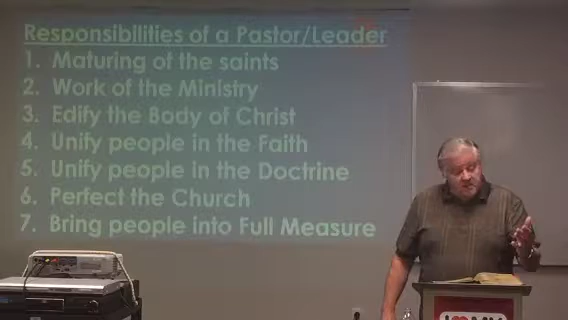 Responsibilities of a Pastor/Leader
1. Maturing of the saints
2. Work of the Ministry
3. Edify the Body of Christ
4. Unify people in the Faith
5. Unify people in the Doctrine
6. Perfect the Church
7. Bring people into Full Measure